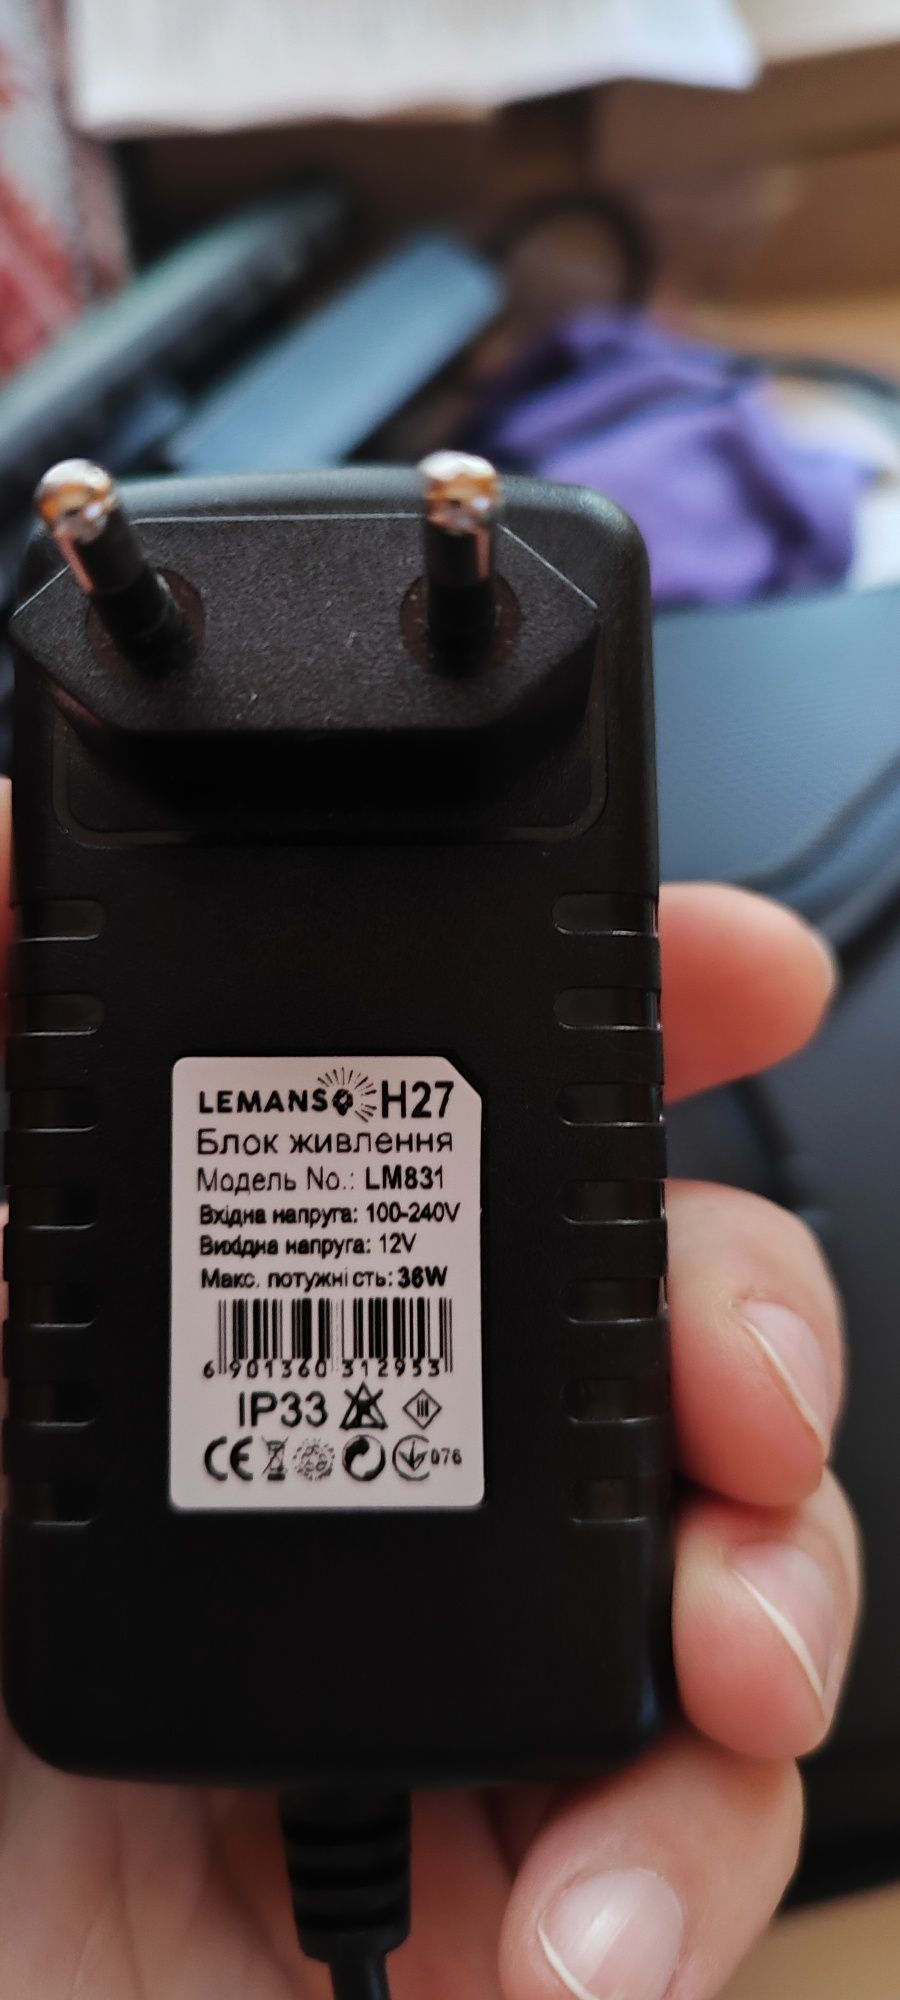 LEMANSO H27
Блок живлення
Модель No.: LM831
Вхідна напруга: 100-240V
Вихідна напруга: 12V
Макс. потужність: 36W
6 901360 312953
IP33
CE 076